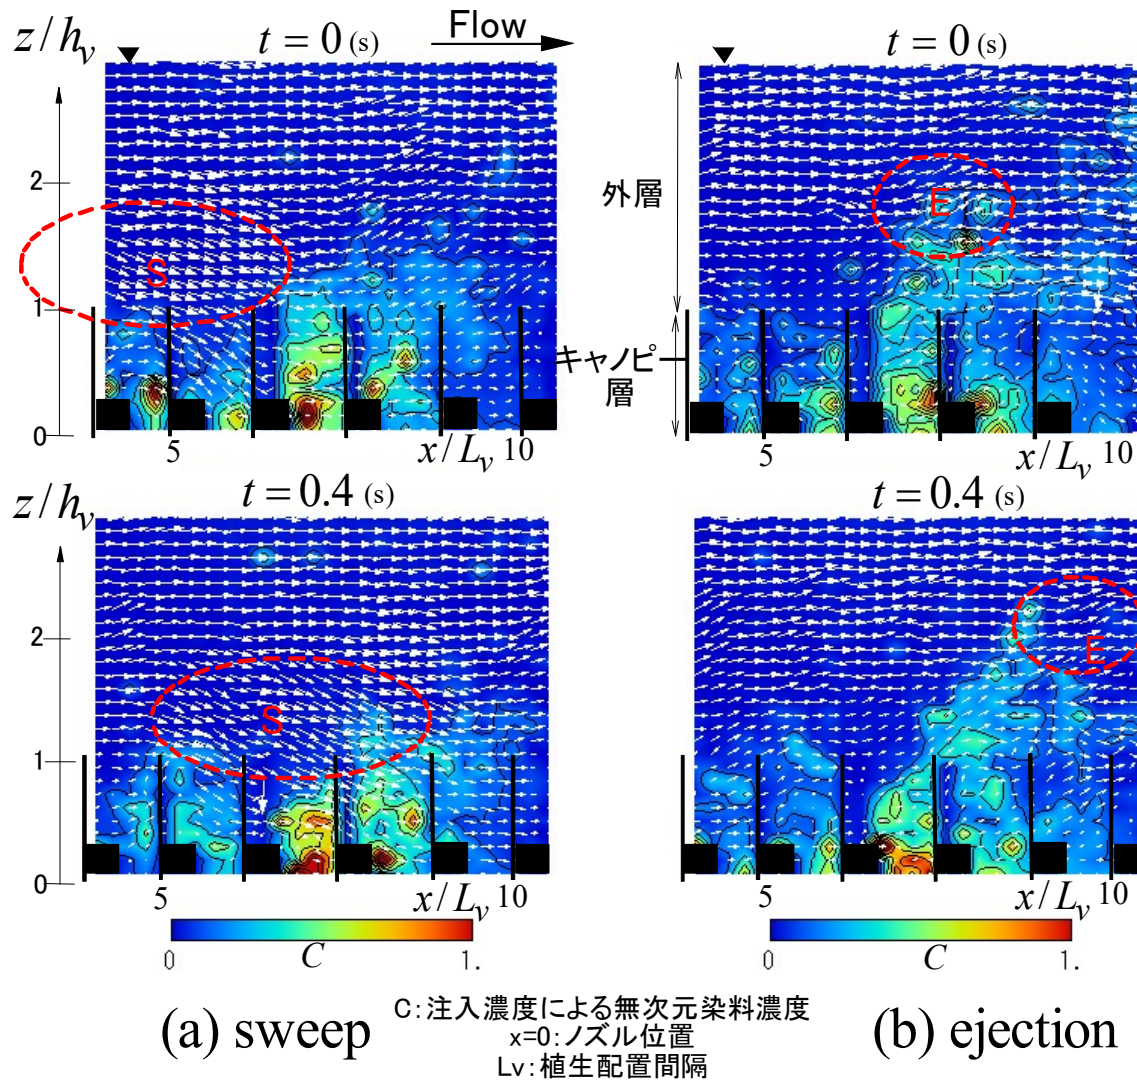 z/h_v
t = 0 (s)
Flow
2
S
1
0
5
x/L_v 10
t = 0 (s)
外層
E
キャノピー
層
5
x/L_v 10
z/h_v
t = 0.4 (s)
2
S
1
0
5
x/L_v 10
0
C
1.
t = 0.4 (s)
E
5
x/L_v 10
0
C
1.
(a) sweep
C:注入濃度による無次元染料濃度
x=0:ノズル位置
Lv:植生配置間隔
(b) ejection